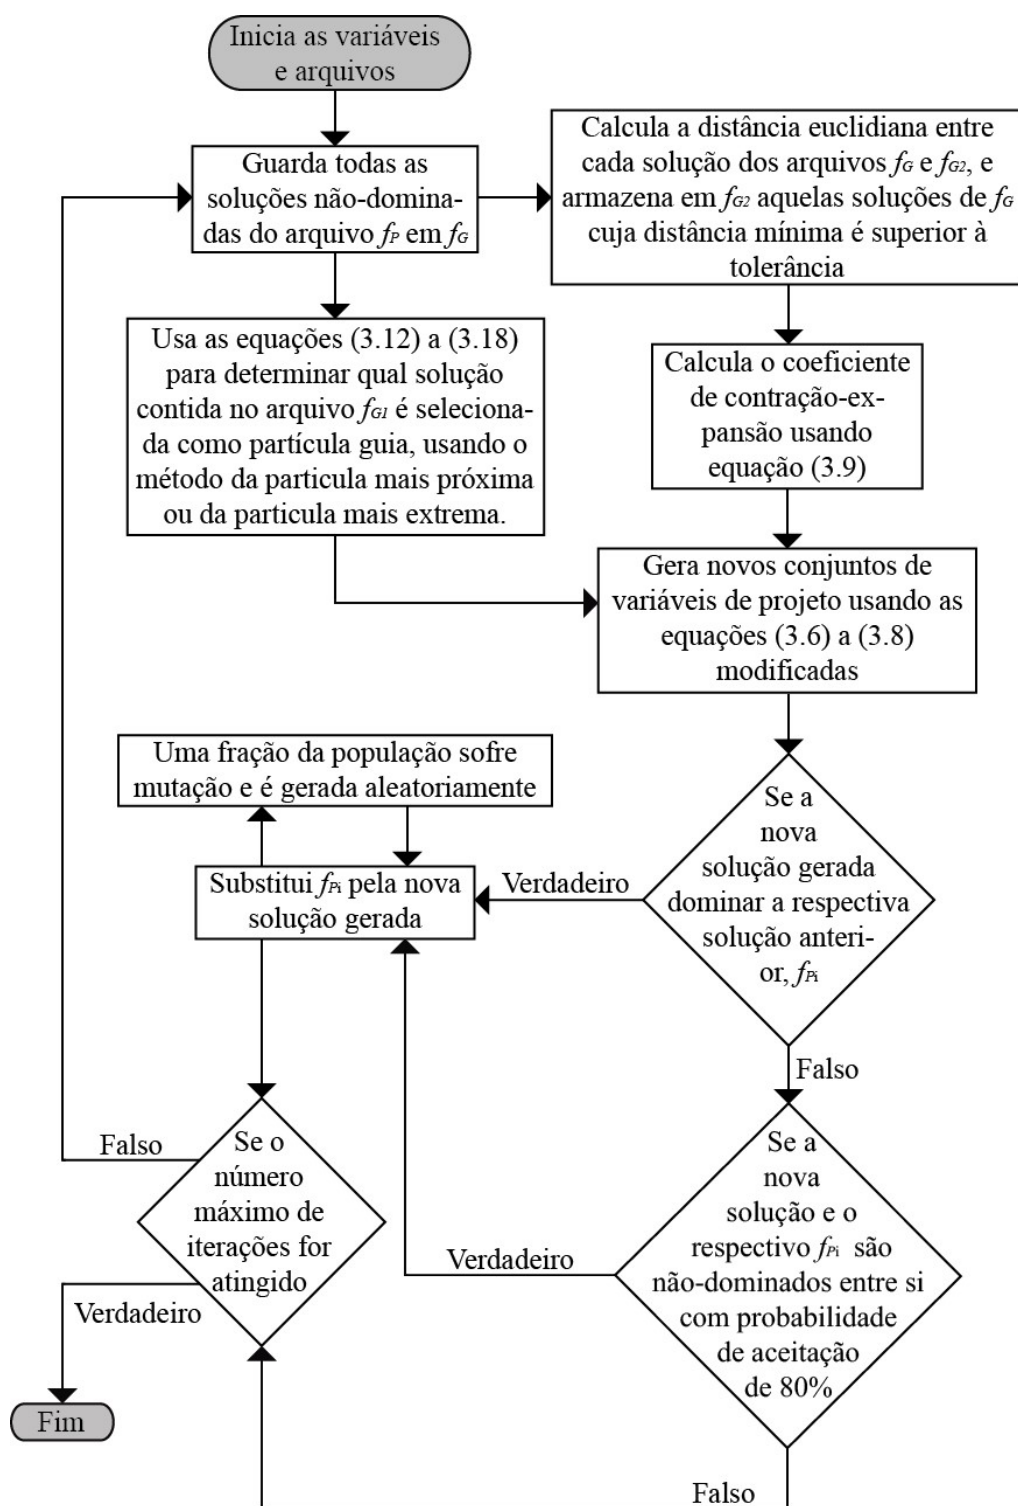 Inicia as variáveis
e arquivos
Guarda todas as
soluções não-domina-
das do arquivo fP em fG
Calcula a distância euclidiana entre
cada solução dos arquivos fG e fG2, e
armazena em fG2 aquelas soluções de fG
cuja distância mínima é superior à
tolerância
Usa as equações (3.12) a (3.18)
para determinar qual solução
contida no arquivo fG1 é seleciona-
da como partícula guia, usando o
método da particula mais próxima
ou da particula mais extrema.
Calcula o coeficiente
de contração-ex-
pansão usando
equação (3.9)
Gera novos conjuntos de
variáveis de projeto usando as
equações (3.6) a (3.8)
modificadas
Uma fração da população sofre
mutação e é gerada aleatoriamente
Se a
nova
solução gerada
dominar a respectiva
solução anteri-
or, fPi
Verdadeiro
Substitui fPi pela nova
solução gerada
Falso
Se a
nova
solução e o
respectivo fPi são
não-dominados entre si
com probabilidade
de aceitação
de 80%
Verdadeiro
Falso
Se o
número
máximo de
iterações for
atingido
Falso
Verdadeiro
Fim